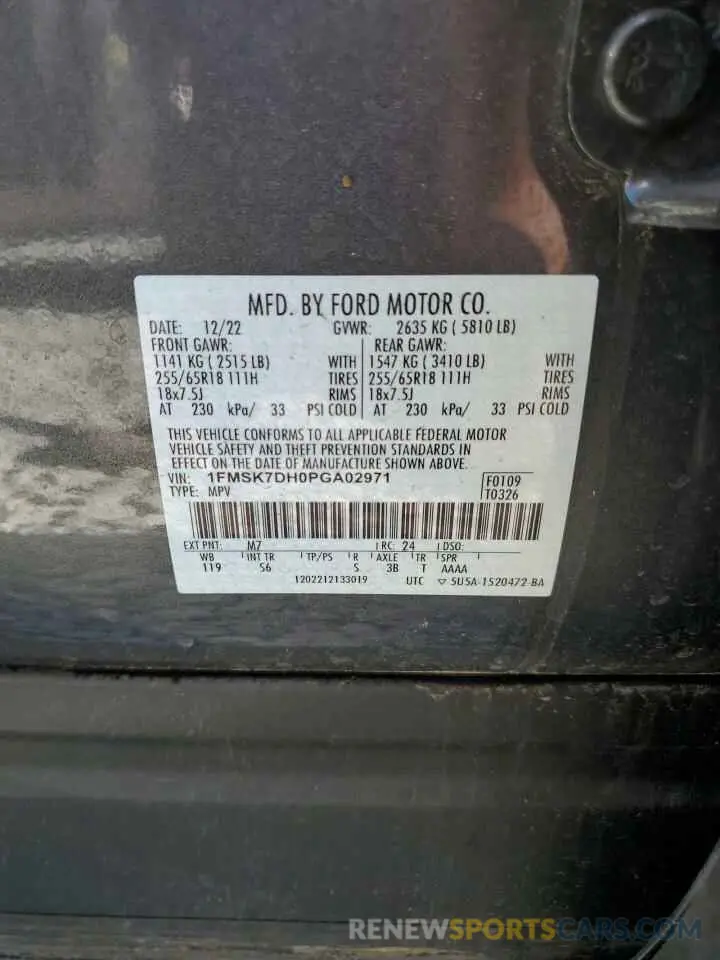 MFD. BY FORD MOTOR CO.
DATE: 12/22 GVWR: 2635 KG ( 5810 LB)
FRONT GAWR: REAR GAWR:
1141 KG ( 2515 LB) WITH 1547 KG ( 3410 LB) WITH
255/65R18 111H TIRES 255/65R18 111H TIRES
18x7.5J RIMS 18x7.5J RIMS
AT 230 kPa/ 33 PSI COLD AT 230 kPa/ 33 PSI COLD
THIS VEHICLE CONFORMS TO ALL APPLICABLE FEDERAL MOTOR
VEHICLE SAFETY AND THEFT PREVENTION STANDARDS IN
EFFECT ON THE DATE OF MANUFACTURE SHOWN ABOVE.
VIN: 1FMSK7DH0PGA02971 F0109
TYPE: MPV T0326
EXT PNT: M7 RC: 24 DSO:
WB INT TR TP/PS R AXLE TR SPR
119 S6 S 3B T AAAA
1202212133019 UTC ▽ 5U5A-1520472-BA
RENEWSPORTSCARS.COM